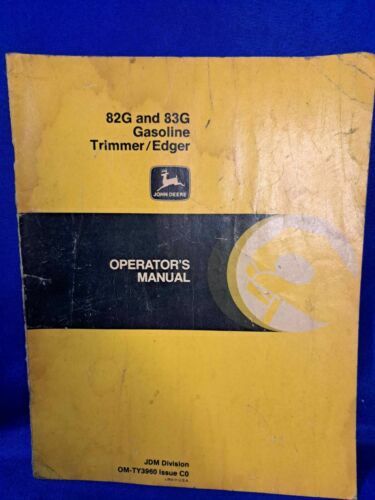 82G and 83G
Gasoline
Trimmer/Edger
JOHN DEERE
OPERATOR'S
MANUAL
JDM Division
OM-TY3960 Issue C0